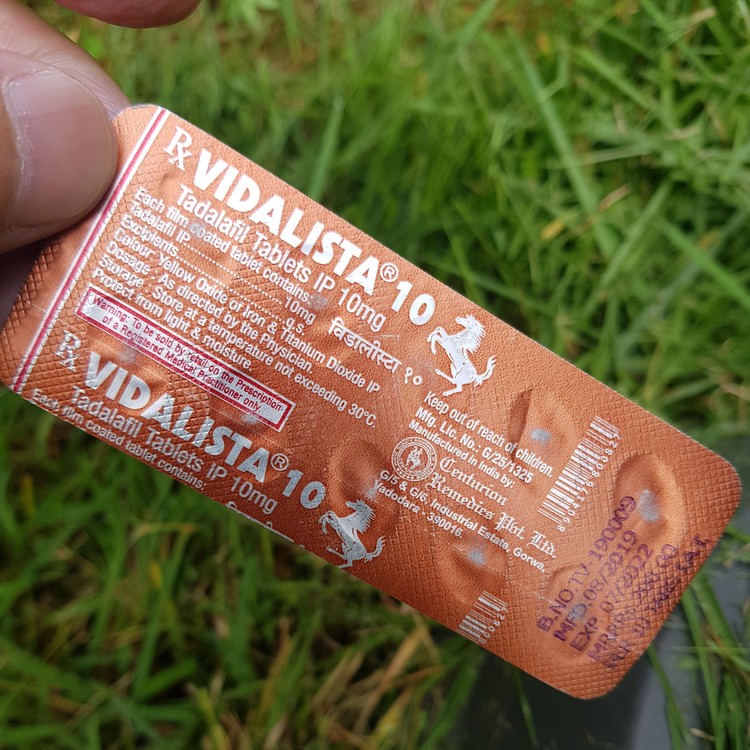 Rx VIDALISTA® 10
Tadalafil Tablets IP 10mg
Each film coated tablet contains:
Tadalafil IP .......................... 10mg
Excipients.............................. q.s.
Colour: Yellow Oxide of Iron & Titanium Dioxide IP
Dosage : As directed by the Physician.
Storage : Store at a temperature not exceeding 30°C.
Protect from light & moisture.
Warning: To be sold by retail on the Prescription
of a Registered Medical Practitioner only.
विडालीस्टा १०
Rx VIDALISTA® 10
Tadalafil Tablets IP 10mg
Each film coated tablet contains:
Keep out of reach of children.
Mfg. Lic. No.: G/25/1325
Manufactured in India by:
Centurion
Remedies Pvt. Ltd.
G/5 & G/6, Industrial Estate, Gorwa,
Vadodara - 390016.
B.NO.TV-190009
MFD.08/2019
EXP.07/2022